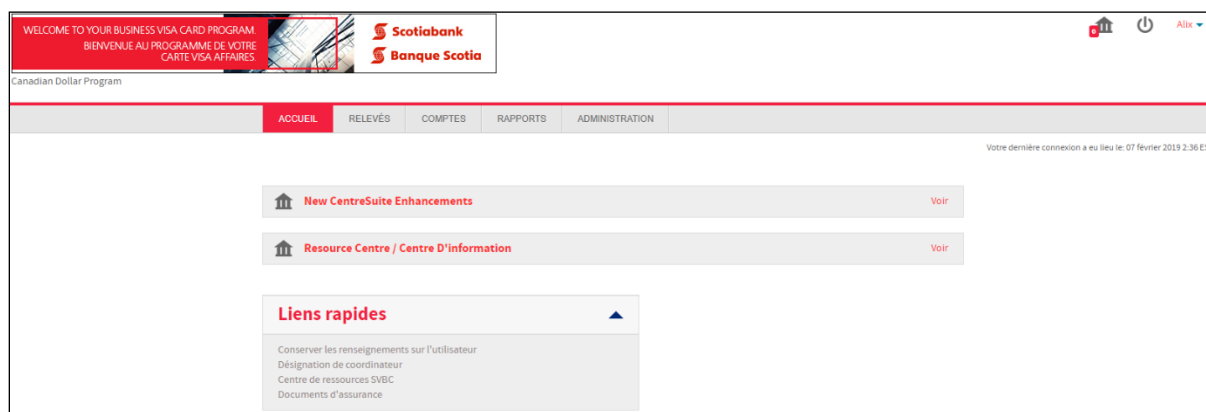 WELCOME TO YOUR BUSINESS VISA CARD PROGRAM.
BIENVENUE AU PROGRAMME DE VOTRE
CARTE VISA AFFAIRES.
Scotiabank
Banque Scotia
Alix
Canadian Dollar Program
ACCUEIL RELEVÉS COMPTES RAPPORTS ADMINISTRATION
Votre dernière connexion a eu lieu le: 07 février 2019 2:36
New CentreSuite Enhancements Voir
Resource Centre / Centre D'information Voir
Liens rapides
Conserver les renseignements sur l'utilisateur
Désignation de coordinateur
Centre de ressources SVBC
Documents d'assurance